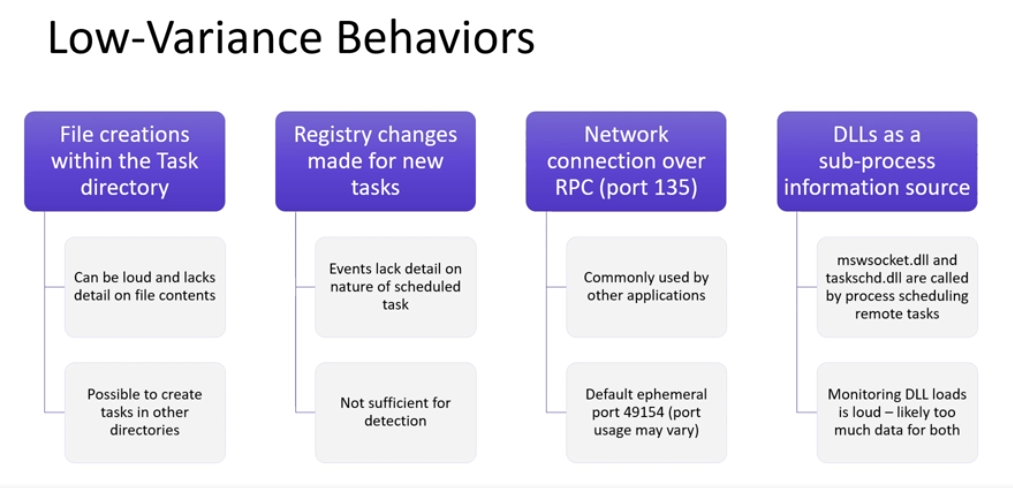 Low-Variance Behaviors
File creations
within the Task
directory
Can be loud and lacks
detail on file contents
Possible to create
tasks in other
directories
Registry changes
made for new
tasks
Events lack detail on
nature of scheduled
task
Not sufficient for
detection
Network
connection over
RPC (port 135)
Commonly used by
other applications
Default ephemeral
port 49154 (port
usage may vary)
DLLs as a
sub-process
information source
mswsocket.dll and
taskschd.dll are called
by process scheduling
remote tasks
Monitoring DLL loads
is loud – likely too
much data for both